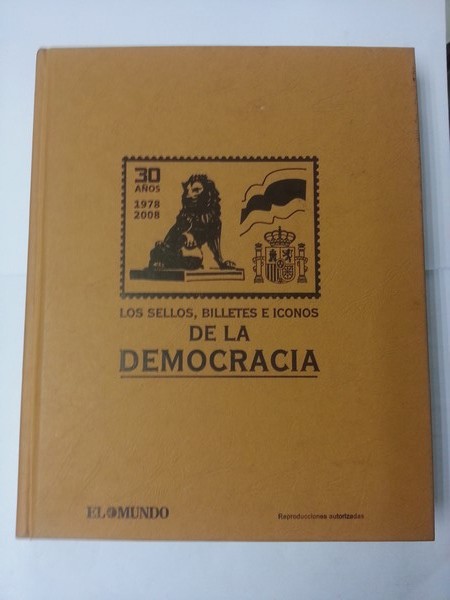 30
AÑOS
1978
2008
LOS SELLOS, BILLETES E ICONOS
DE LA
DEMOCRACIA
EL MUNDO
Reproducciones autorizadas